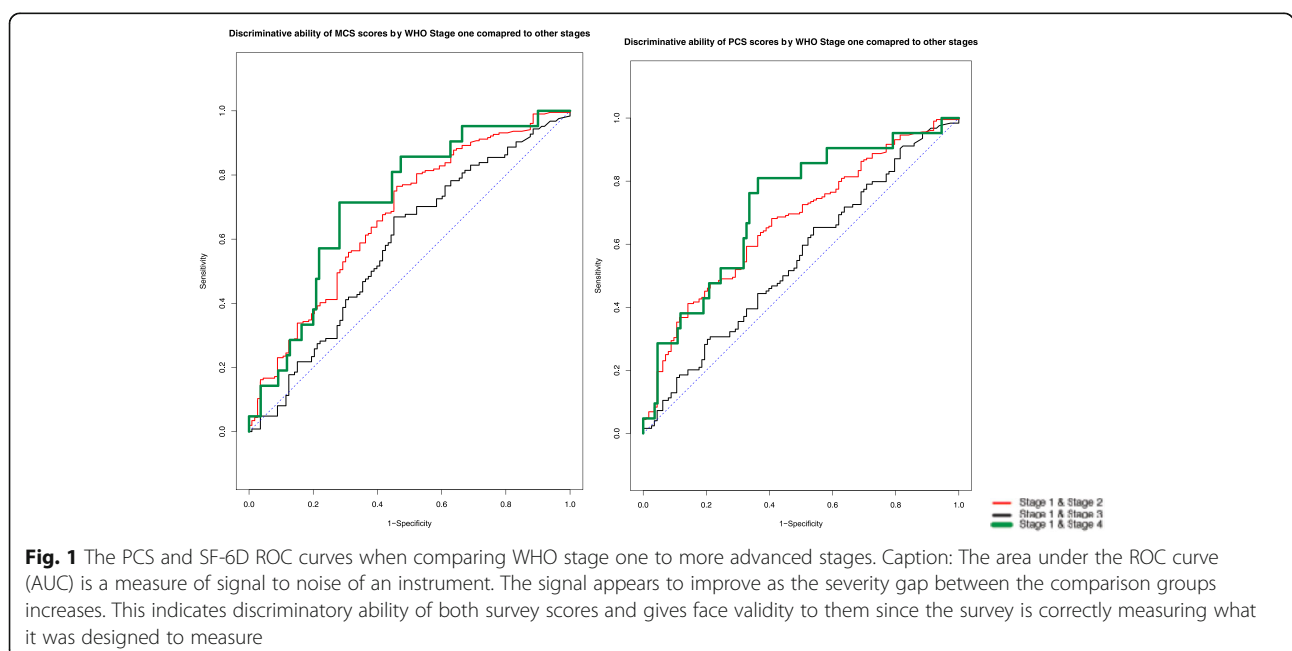 Discriminative ability of MCS scores by WHO Stage one comapred to other stages
Sensitivity
0.0 0.2 0.4 0.6 0.8 1.0
0.0 0.2 0.4 0.6 0.8 1.0
1−Specificity
Discriminative ability of PCS scores by WHO Stage one comapred to other stages
Sensitivity
0.0 0.2 0.4 0.6 0.8 1.0
0.0 0.2 0.4 0.6 0.8 1.0
1−Specificity
Stage 1 & Stage 2
Stage 1 & Stage 3
Stage 1 & Stage 4
Fig. 1 The PCS and SF-6D ROC curves when comparing WHO stage one to more advanced stages. Caption: The area under the ROC curve
(AUC) is a measure of signal to noise of an instrument. The signal appears to improve as the severity gap between the comparison groups
increases. This indicates discriminatory ability of both survey scores and gives face validity to them since the survey is correctly measuring what
it was designed to measure